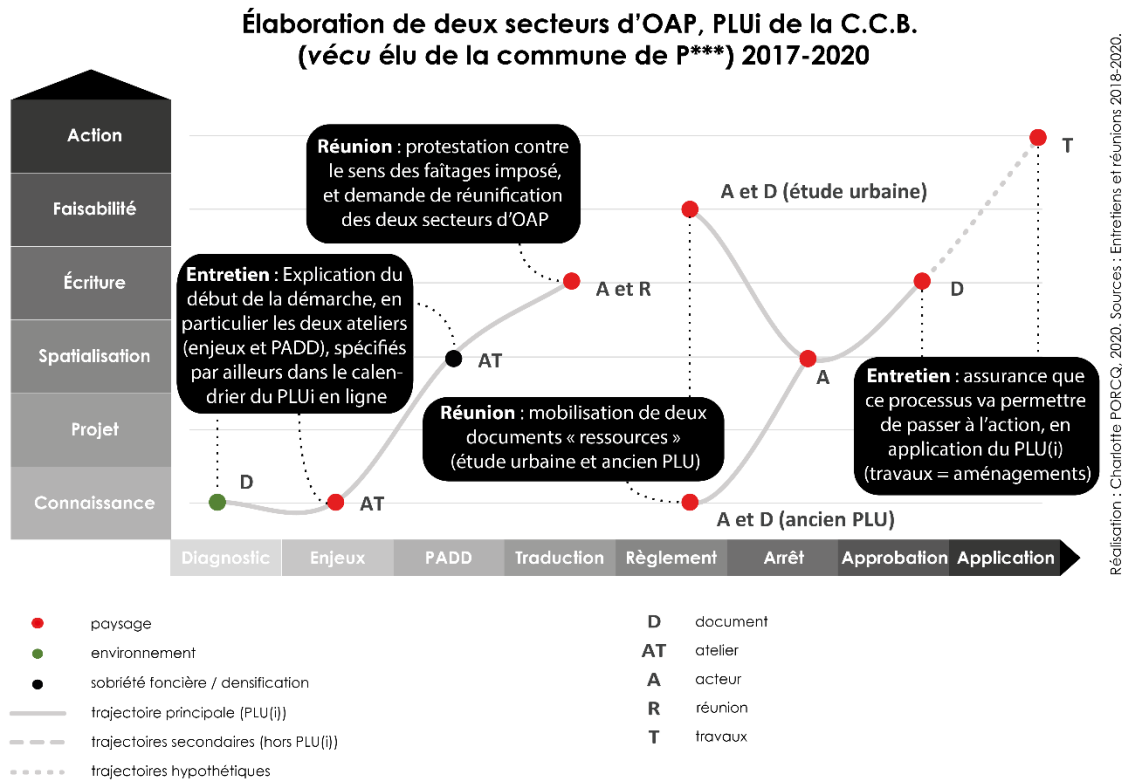 Élaboration de deux secteurs d'OAP, PLUi de la C.C.B.
(vécu élu de la commune de P***) 2017-2020
Réalisation : Charlotte PORCQ, 2020. Sources : Entretiens et réunions 2018-2020.
Action
Faisabilité
Écriture
Spatialisation
Projet
Connaissance
Réunion : protestation contre
le sens des faîtages imposé,
et demande de réunification
des deux secteurs d'OAP
Entretien : Explication du
début de la démarche, en
particulier les deux ateliers
(enjeux et PADD), spécifiés
par ailleurs dans le calen-
drier du PLUi en ligne
Réunion : mobilisation de deux
documents « ressources »
(étude urbaine et ancien PLU)
Entretien : assurance que
ce processus va permettre
de passer à l'action, en
application du PLU(i)
(travaux = aménagements)
D
AT
AT
A et R
A et D (étude urbaine)
A et D (ancien PLU)
A
D
T
Diagnostic
Enjeux
PADD
Traduction
Règlement
Arrêt
Approbation
Application
paysage
environnement
sobriété foncière / densification
trajectoire principale (PLU(i))
trajectoires secondaires (hors PLU(i))
trajectoires hypothétiques
D document
AT atelier
A acteur
R réunion
T travaux